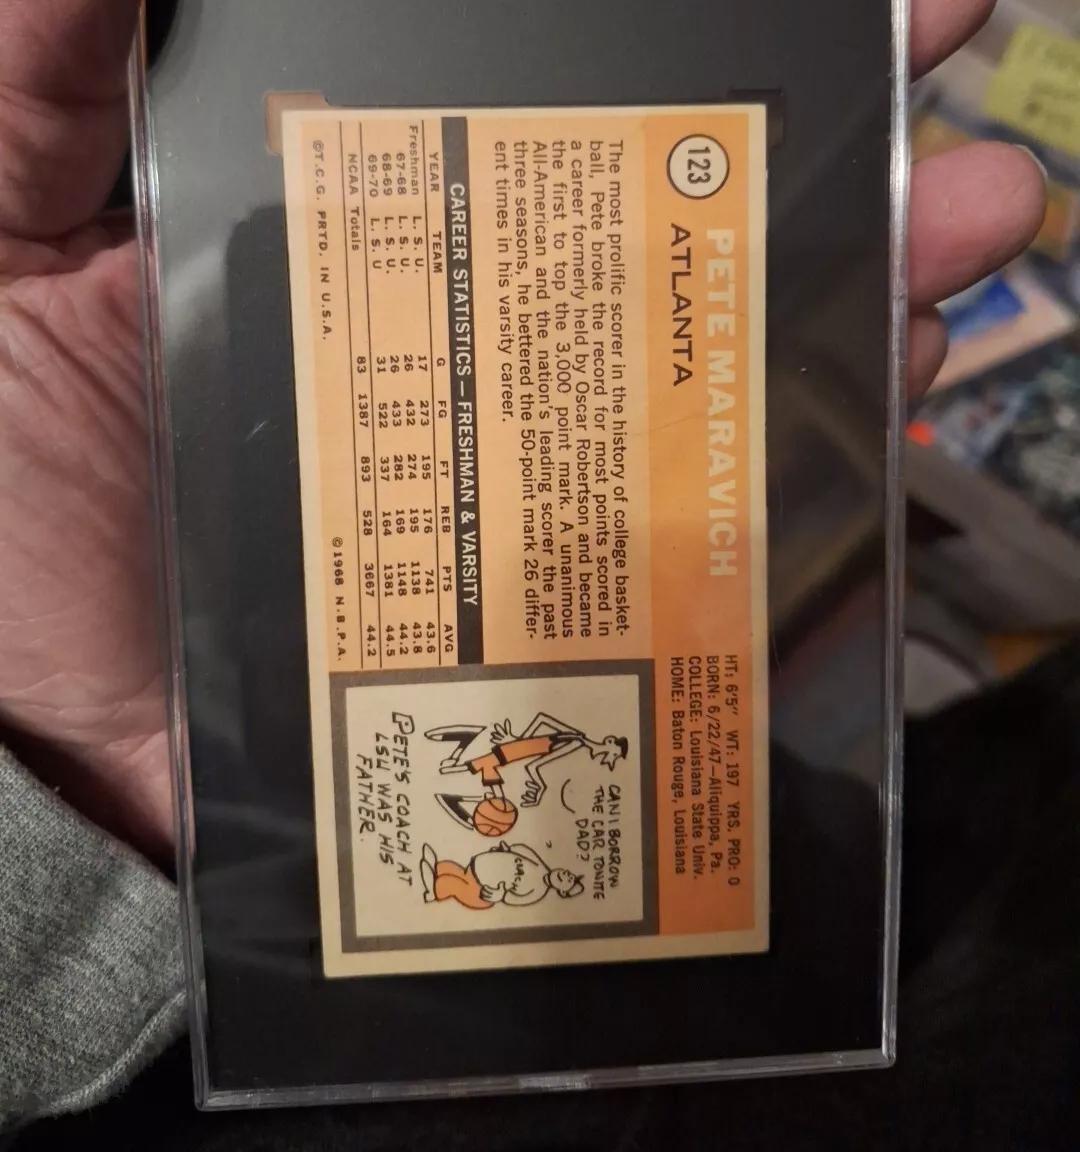 123
PETE MARAVICH
ATLANTA
HT: 6'5" WT: 197 YRS. PRO: 0
BORN: 6/22/47—Aliquippa, Pa.
COLLEGE: Louisiana State Univ.
HOME: Baton Rouge, Louisiana
The most prolific scorer in the history of college basket-
ball, Pete broke the record for most points scored in
a career formerly held by Oscar Robertson and became
the first to top the 3,000 point mark. A unanimous
All-American and the nation's leading scorer the past
three seasons, he bettered the 50-point mark 26 differ-
ent times in his varsity career.
CAREER STATISTICS—FRESHMAN & VARSITY
YEAR TEAM G FG FT REB PTS AVG
Freshman L. S. U. 17 273 195 176 741 43.6
67-68 L. S. U. 26 432 274 195 1138 43.8
68-69 L. S. U. 26 433 282 169 1148 44.2
69-70 L. S. U 31 522 337 164 1381 44.5
NCAA Totals 83 1387 893 528 3667 44.2
©T.C.G. PRTD. IN U.S.A. ©1968 N.B.P.A.
CAN I BORROW
THE CAR TONITE
DAD?
PETE'S COACH AT
LSU WAS HIS
FATHER.